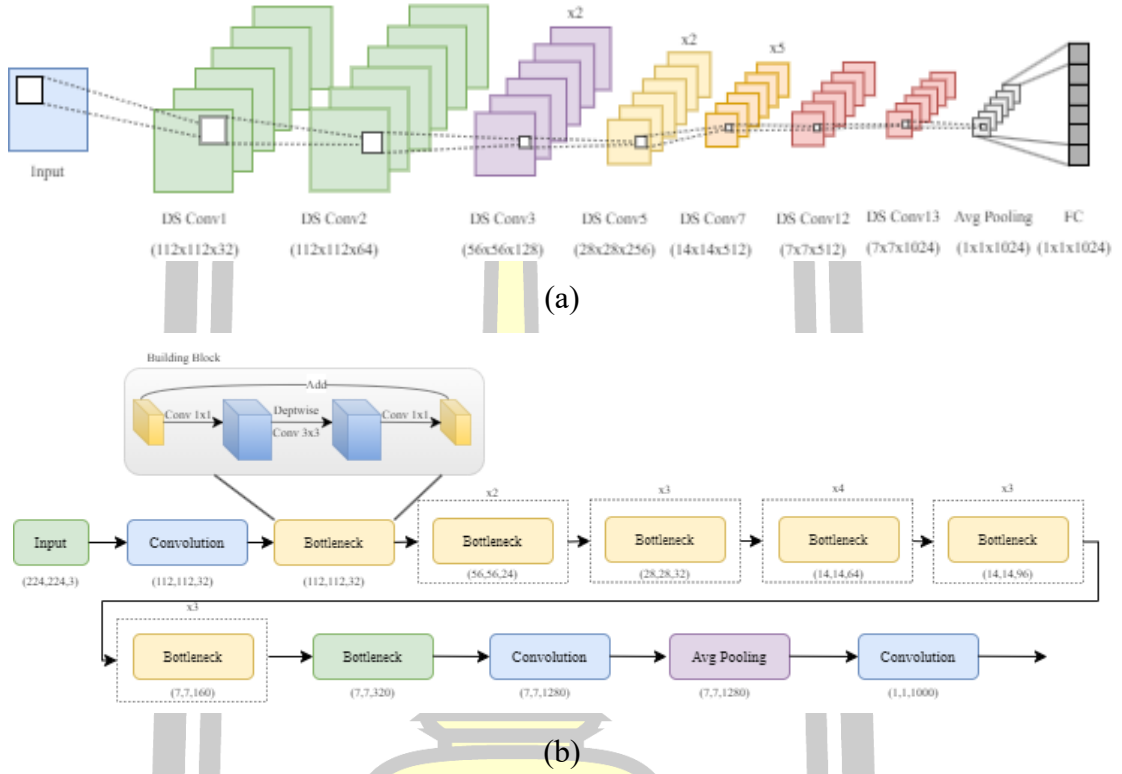 x2
x2
x5
Input
DS Conv1
DS Conv2
DS Conv3
DS Conv5
DS Conv7
DS Conv12
DS Conv13
Avg Pooling
FC
(112x112x32)
(112x112x64)
(56x56x128)
(28x28x256)
(14x14x512)
(7x7x512)
(7x7x1024)
(1x1x1024)
(1x1x1024)
(a)
Building Block
Add
Conv 1x1
Deptwise
Conv 3x3
Conv 1x1
x2
x3
x4
x3
Input
Convolution
Bottleneck
Bottleneck
Bottleneck
Bottleneck
Bottleneck
(224,224,3)
(112,112,32)
(112,112,32)
(56,56,24)
(28,28,32)
(14,14,64)
(14,14,96)
x3
Bottleneck
Bottleneck
Convolution
Avg Pooling
Convolution
(7,7,160)
(7,7,320)
(7,7,1280)
(7,7,1280)
(1,1,1000)
(b)